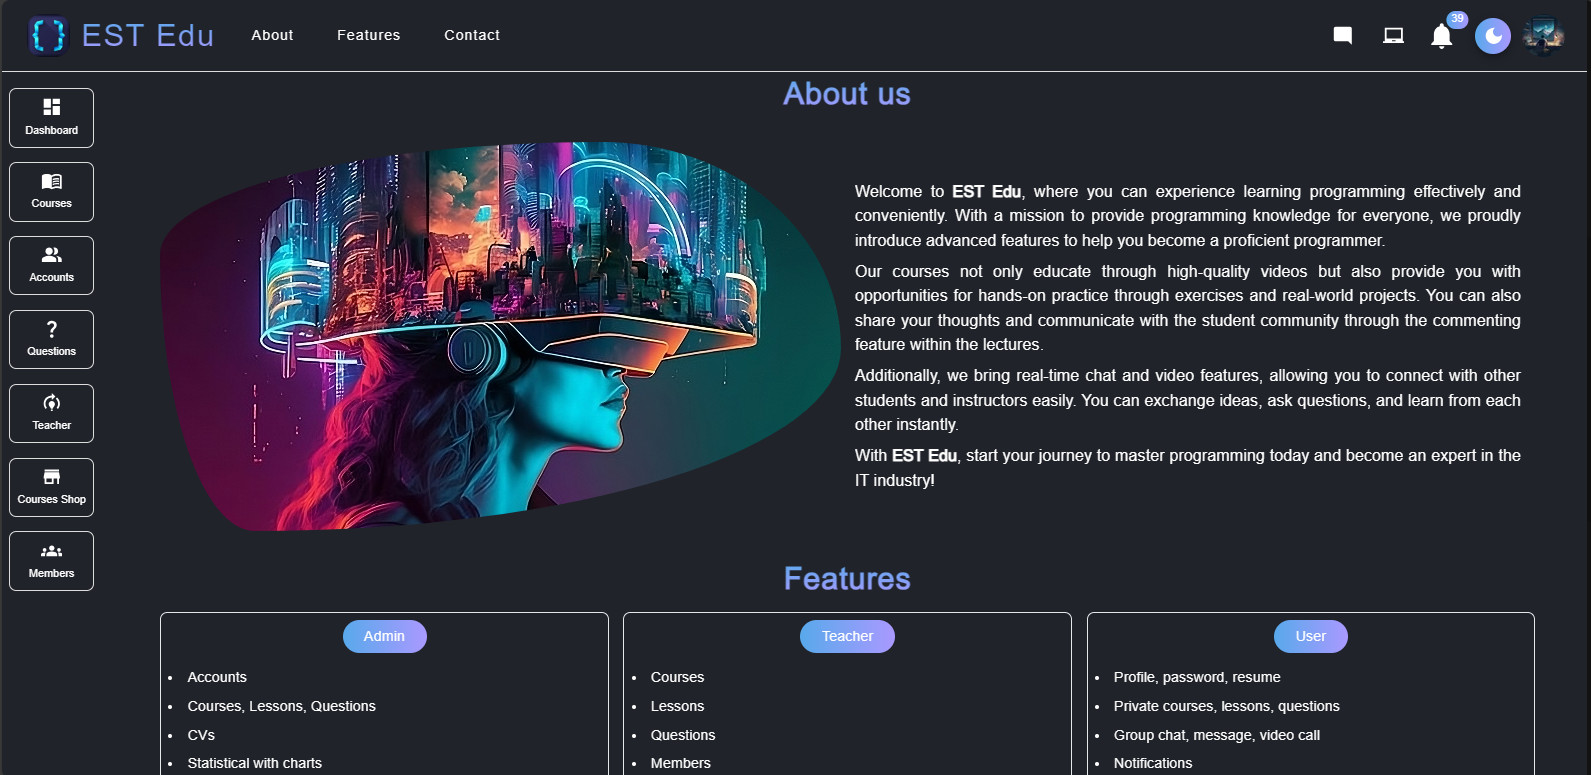 EST Edu
About
Features
Contact
39
Dashboard
Courses
Accounts
Questions
Teacher
Courses Shop
Members
About us
Welcome to EST Edu, where you can experience learning programming effectively and
conveniently. With a mission to provide programming knowledge for everyone, we proudly
introduce advanced features to help you become a proficient programmer.
Our courses not only educate through high-quality videos but also provide you with
opportunities for hands-on practice through exercises and real-world projects. You can also
share your thoughts and communicate with the student community through the commenting
feature within the lectures.
Additionally, we bring real-time chat and video features, allowing you to connect with other
students and instructors easily. You can exchange ideas, ask questions, and learn from each
other instantly.
With EST Edu, start your journey to master programming today and become an expert in the
IT industry!
Features
Admin
• Accounts
• Courses, Lessons, Questions
• CVs
• Statistical with charts
Teacher
• Courses
• Lessons
• Questions
• Members
User
• Profile, password, resume
• Private courses, lessons, questions
• Group chat, message, video call
• Notifications